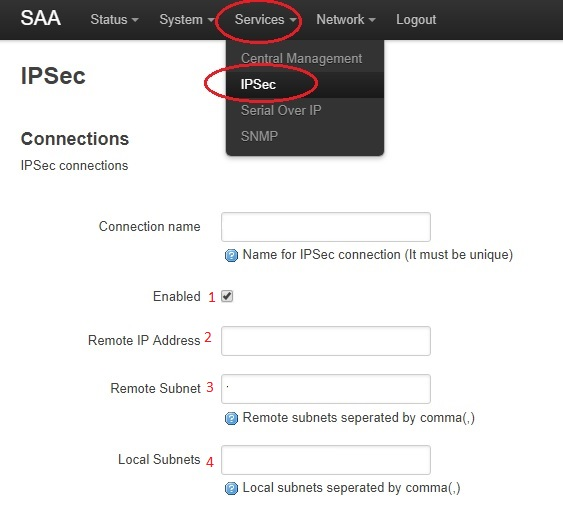 SAA Status System Services Network Logout
Central Management
IPSec
Serial Over IP
SNMP
IPSec
Connections
IPSec connections
Connection name
Name for IPSec connection (It must be unique)
Enabled 1
Remote IP Address 2
Remote Subnet 3 .
Remote subnets seperated by comma(,)
Local Subnets 4
Local subnets seperated by comma(,)